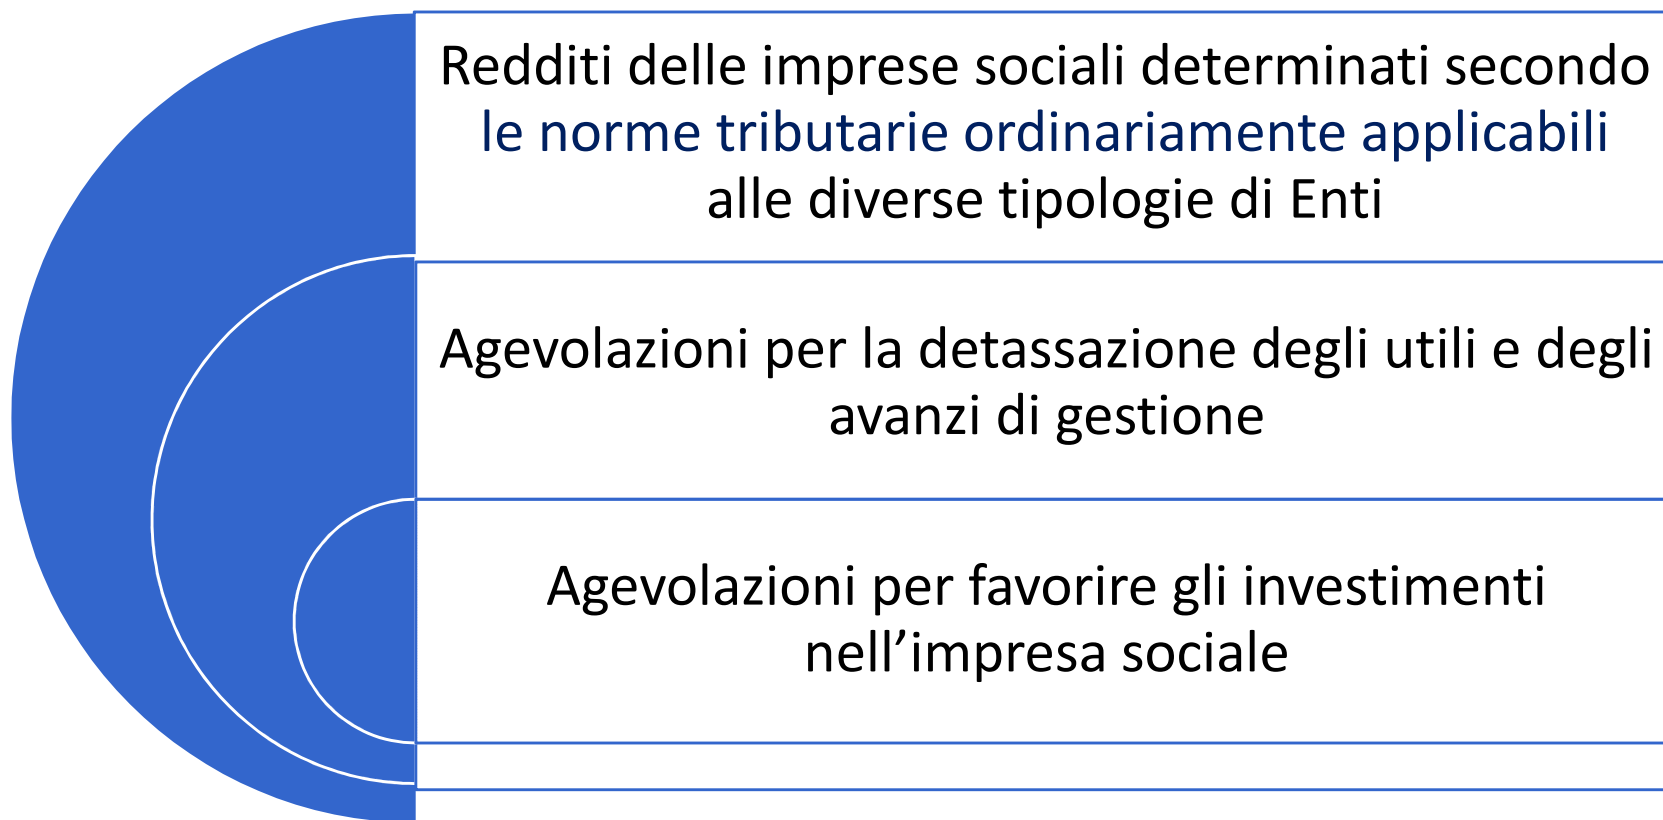 Redditi delle imprese sociali determinati secondo
le norme tributarie ordinariamente applicabili
alle diverse tipologie di Enti
Agevolazioni per la detassazione degli utili e degli
avanzi di gestione
Agevolazioni per favorire gli investimenti
nell’impresa sociale